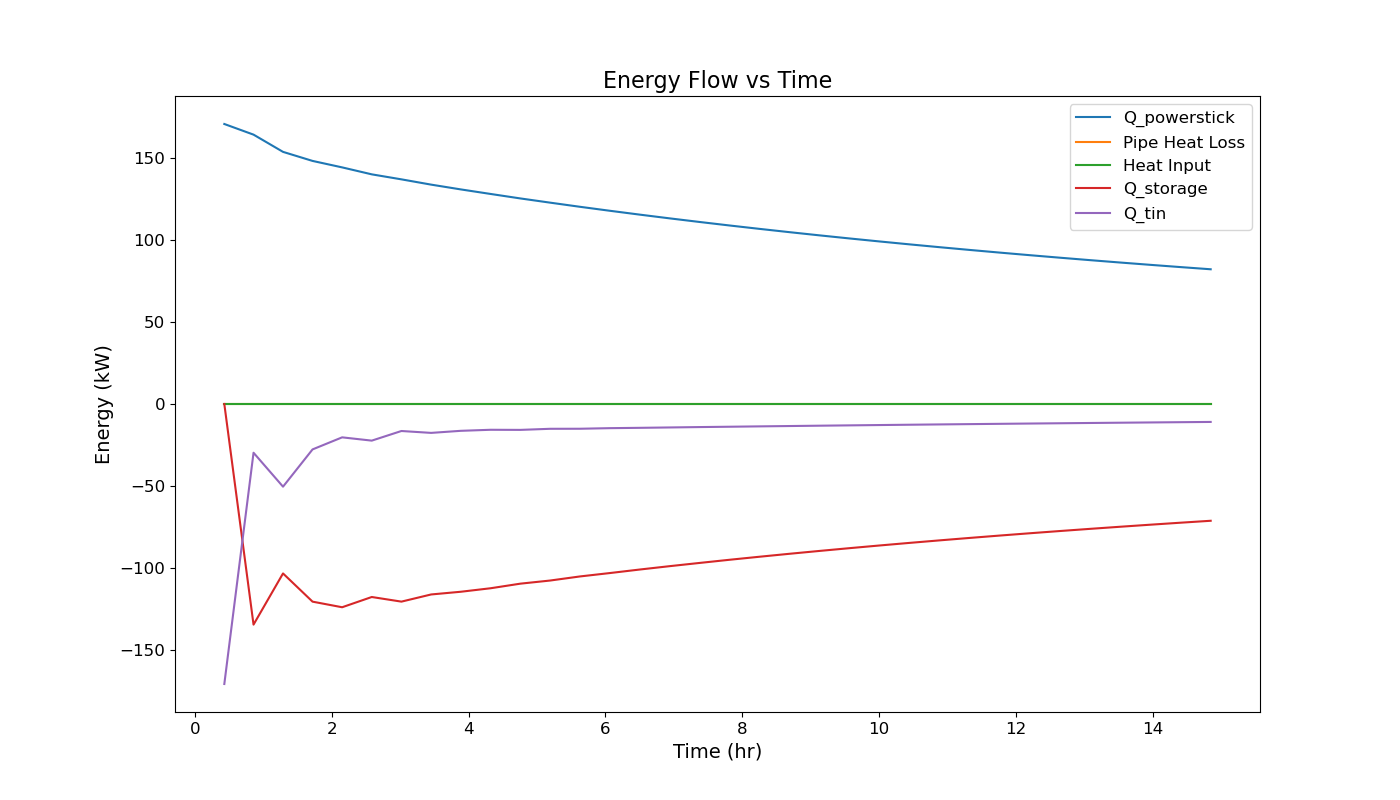 Energy Flow vs Time
Q_powerstick
Pipe Heat Loss
Heat Input
Q_storage
Q_tin
150
100
50
0
−50
−100
−150
Energy (kW)
0 2 4 6 8 10 12 14
Time (hr)